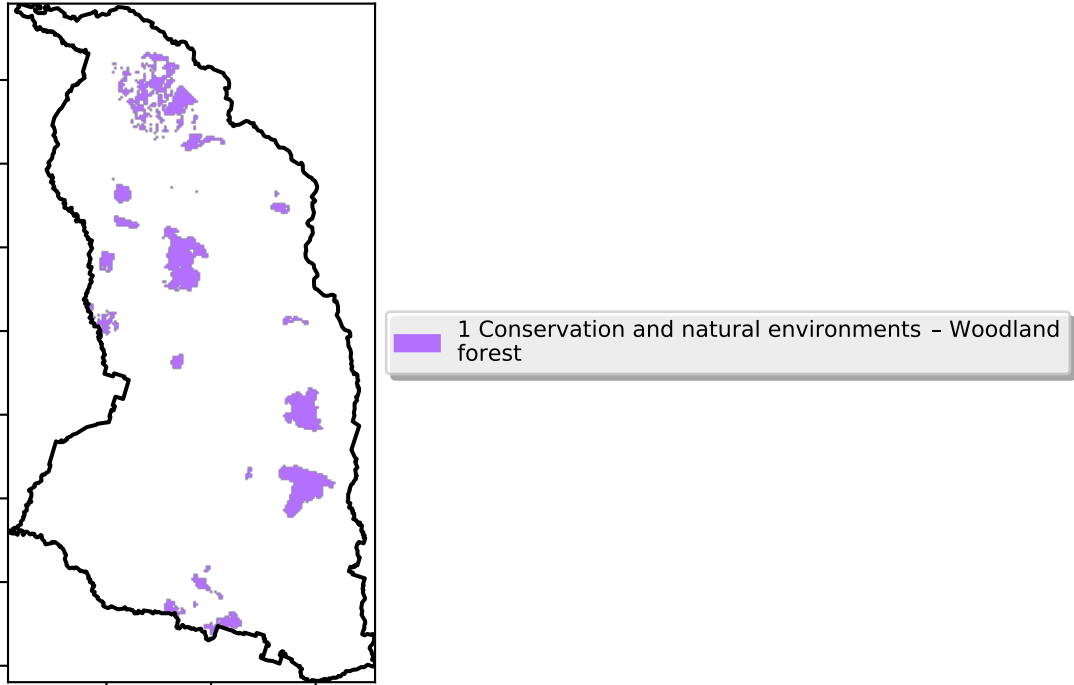 1 Conservation and natural environments – Woodland
forest